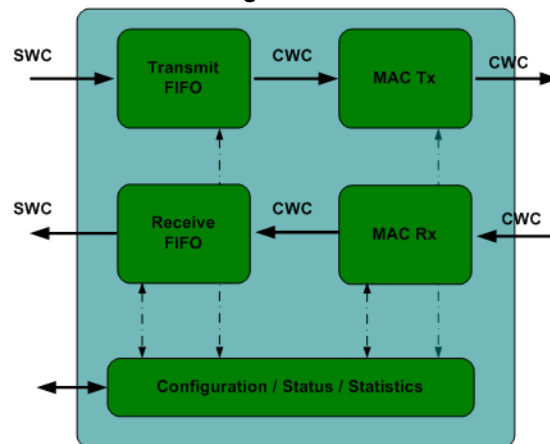 SWC
Transmit
FIFO
CWC
MAC Tx
CWC
SWC
Receive
FIFO
CWC
MAC Rx
CWC
Configuration / Status / Statistics